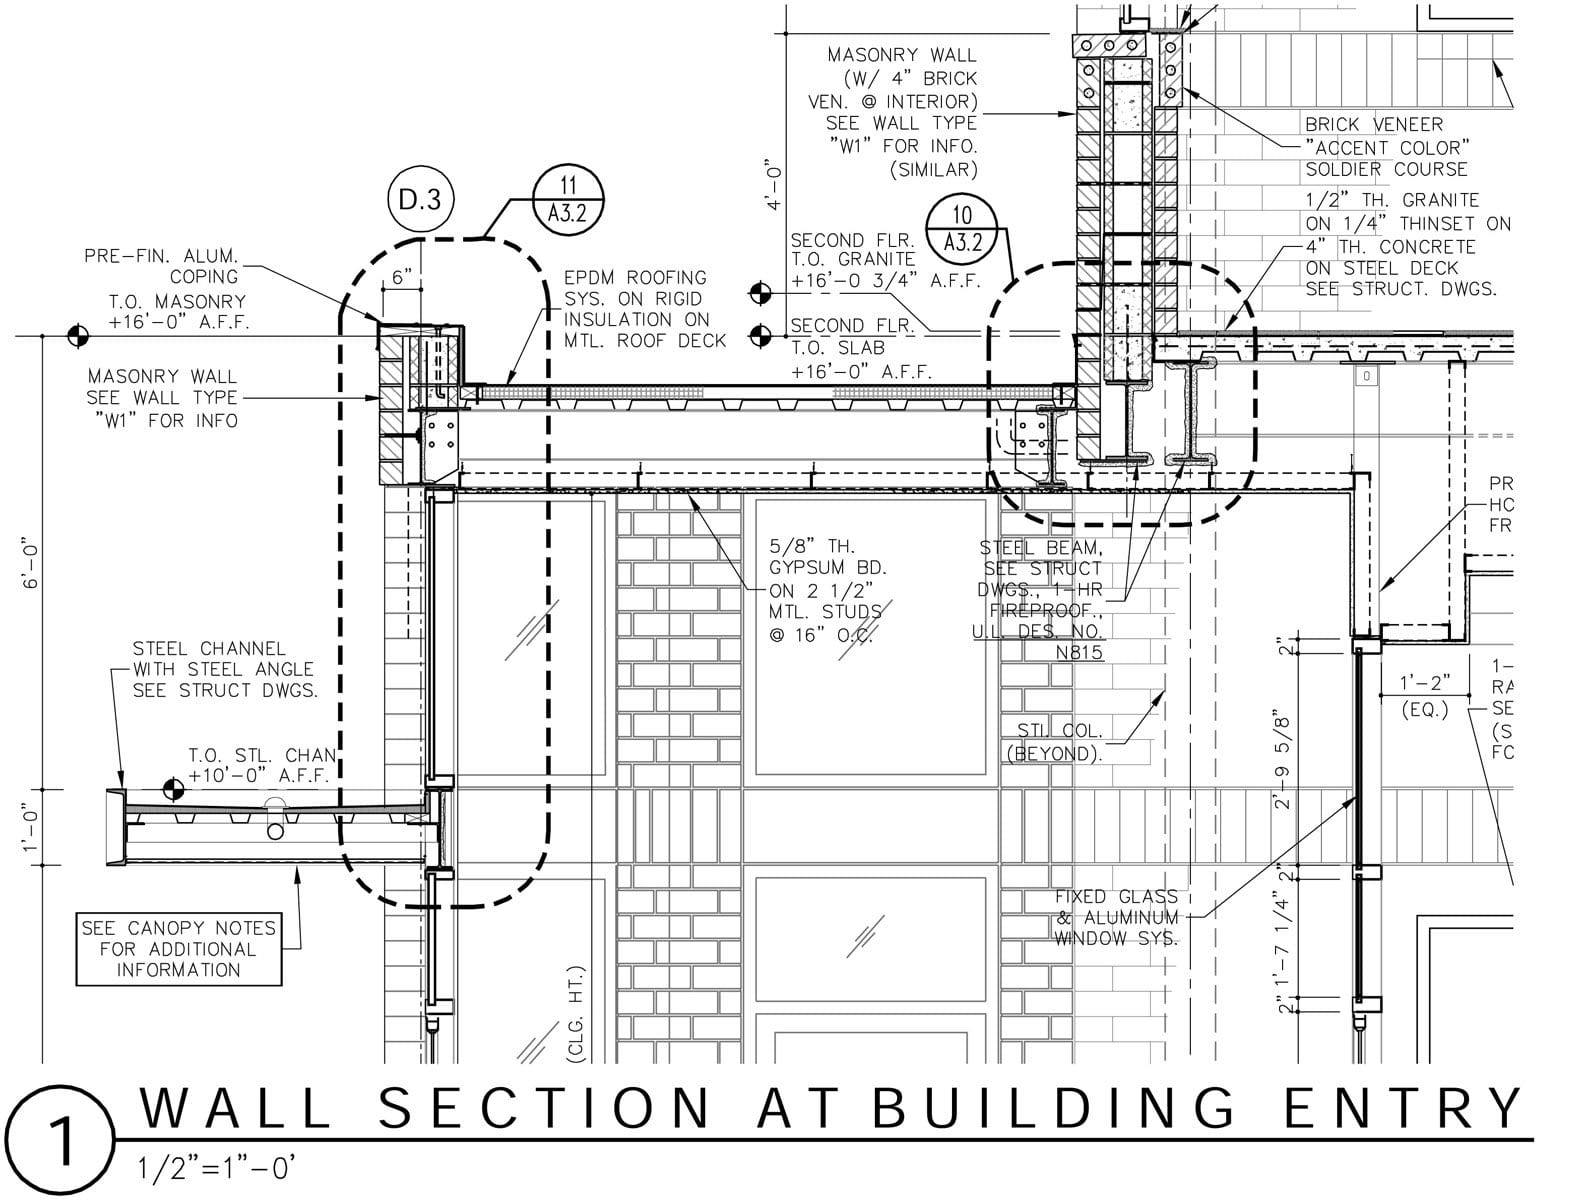 MASONRY WALL
(W/ 4" BRICK
VEN. @ INTERIOR)
SEE WALL TYPE
"W1" FOR INFO.
(SIMILAR)
4'-0"
BRICK VENEER
"ACCENT COLOR"
SOLDIER COURSE
1/2" TH. GRANITE
ON 1/4" THINSET ON
4" TH. CONCRETE
ON STEEL DECK
SEE STRUCT. DWGS.
D.3
11
A3.2
10
A3.2
PRE-FIN. ALUM.
COPING
T.O. MASONRY
+16'-0" A.F.F.
6"
EPDM ROOFING
SYS. ON RIGID
INSULATION ON
MTL. ROOF DECK
SECOND FLR.
T.O. GRANITE
+16'-0 3/4" A.F.F.
SECOND FLR.
T.O. SLAB
+16'-0" A.F.F.
MASONRY WALL
SEE WALL TYPE
"W1" FOR INFO
6'-0"
5/8" TH.
GYPSUM BD.
ON 2 1/2"
MTL. STUDS
@ 16" O.C.
STEEL BEAM,
SEE STRUCT
DWGS., 1-HR
FIREPROOF.,
U.L. DES. NO.
N815
PR
HO
FR
STEEL CHANNEL
WITH STEEL ANGLE
SEE STRUCT DWGS.
T.O. STL. CHAN
+10'-0" A.F.F.
1'-0"
STL. COL.
(BEYOND).
2"
2'-9 5/8"
2"
1'-7 1/4"
2"
1'-2"
(EQ.)
1-
RA
SE
(S
FO
FIXED GLASS
& ALUMINUM
WINDOW SYS.
SEE CANOPY NOTES
FOR ADDITIONAL
INFORMATION
(CLG. HT.)
1
WALL SECTION AT BUILDING ENTRY
1/2"=1"-0'